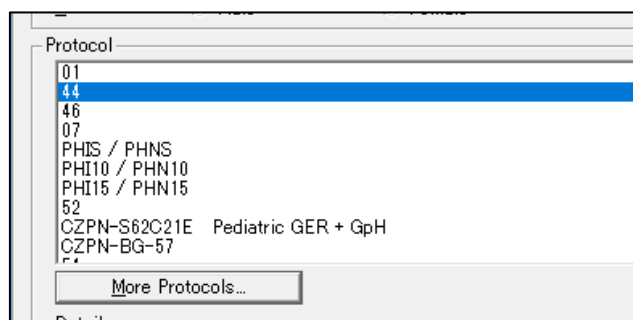 Protocol
01
44
46
07
PHIS / PHNS
PHI10 / PHN10
PHI15 / PHN15
52
CZPN-S62C21E Pediatric GER + GpH
CZPN-BG-57
More Protocols...